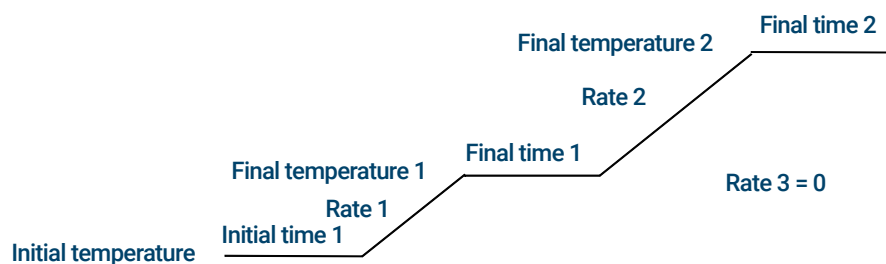 Final time 2
Final temperature 2
Rate 2
Final time 1
Final temperature 1
Rate 3 = 0
Rate 1
Initial time 1
Initial temperature